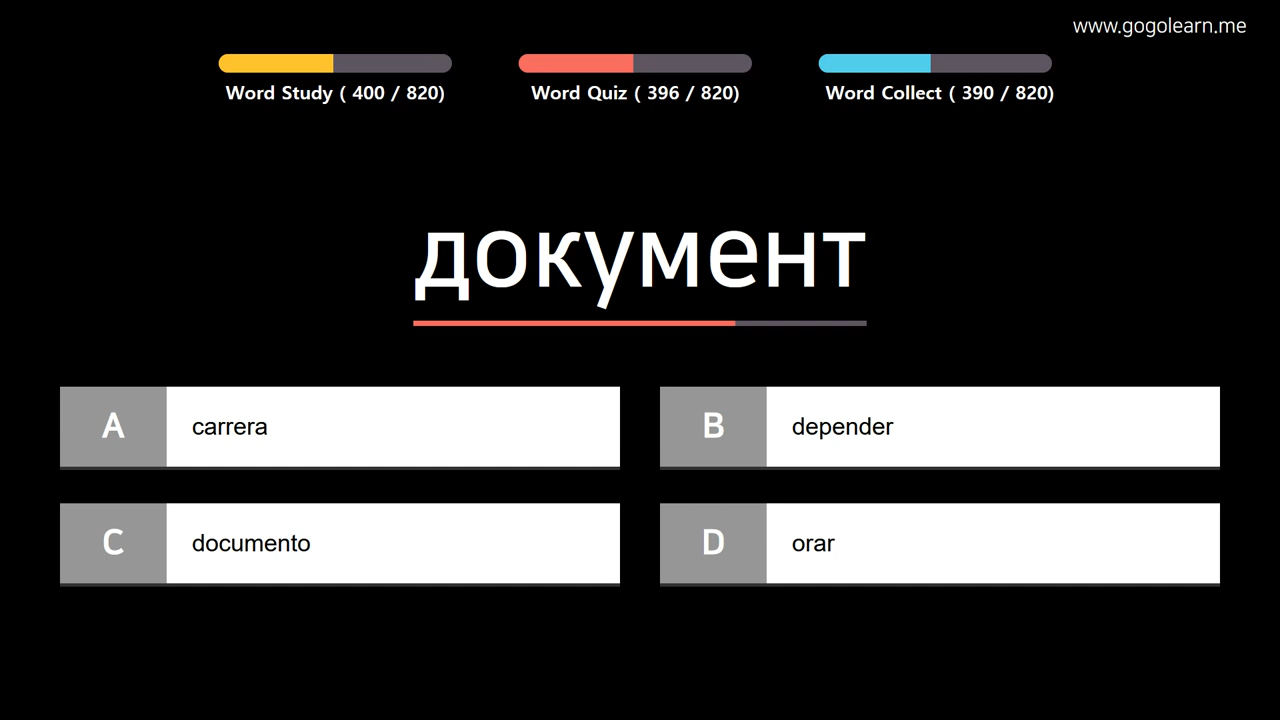 www.gogolearn.me
Word Study ( 400 / 820)
Word Quiz ( 396 / 820)
Word Collect ( 390 / 820)
документ
A carrera
B depender
C documento
D orar